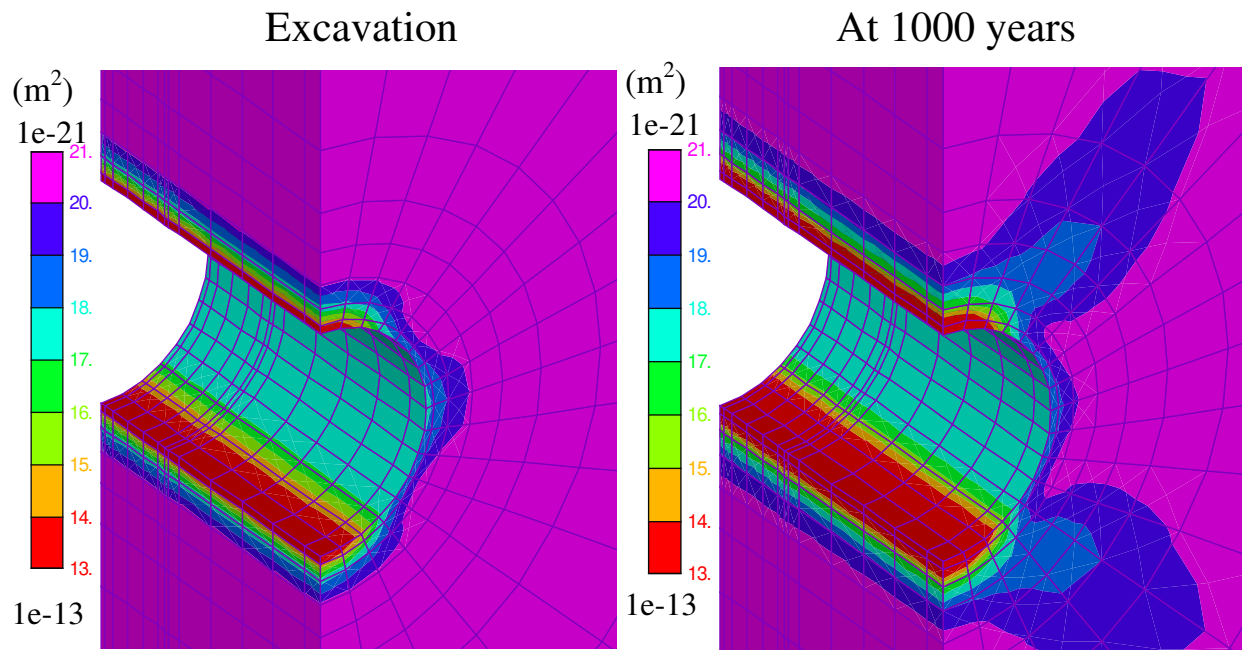 Excavation
At 1000 years
(m²)
1e-21
21.
20.
19.
18.
17.
16.
15.
14.
13.
1e-13
(m²)
1e-21
21.
20.
19.
18.
17.
16.
15.
14.
13.
1e-13